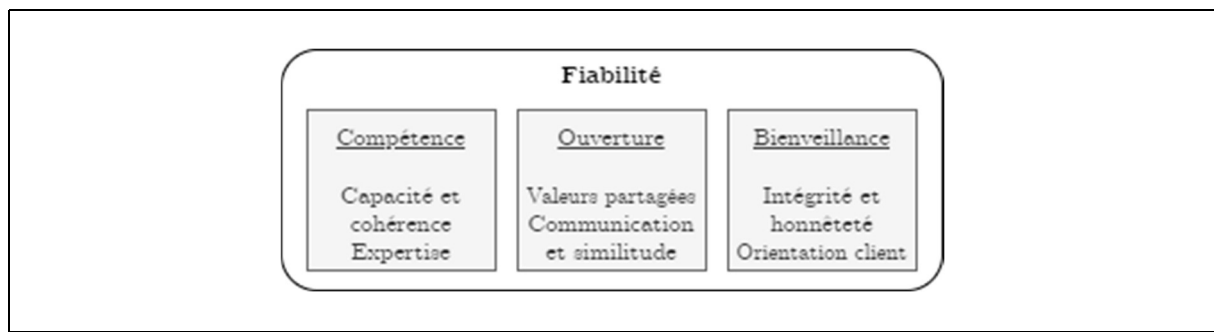 Fiabilité
Compétence
Capacité et
cohérence
Expertise
Ouverture
Valeurs partagées
Communication
et similitude
Bienveillance
Intégrité et
honnêteté
Orientation client